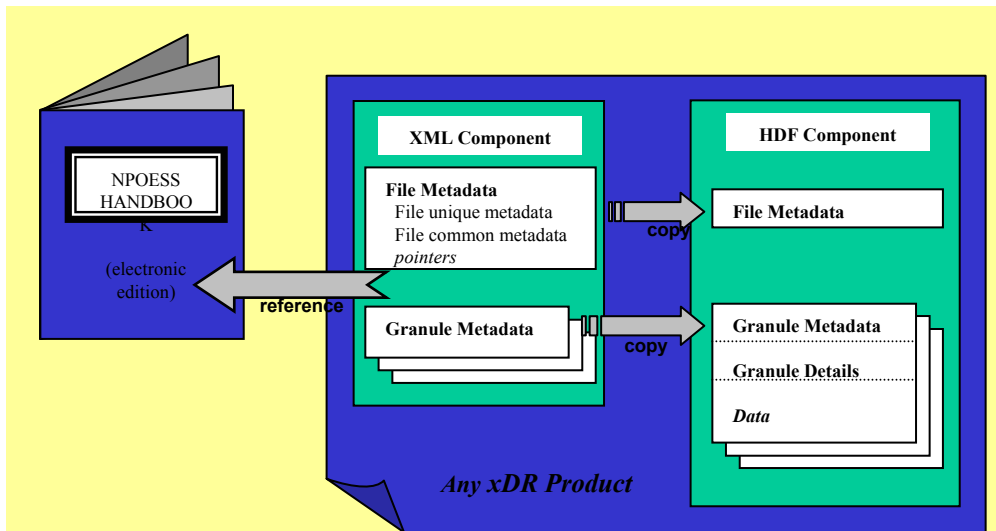 NPOESS
HANDBOO
K
(electronic
edition)
reference
XML Component
File Metadata
File unique metadata
File common metadata
pointers
Granule Metadata
copy
copy
HDF Component
File Metadata
Granule Metadata
Granule Details
Data
Any xDR Product